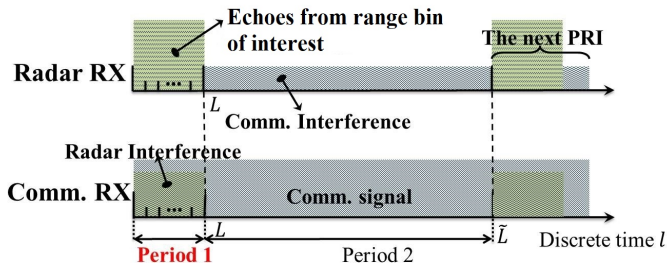 Echoes from range bin
of interest
The next PRI
Radar RX
L
Comm. Interference
Radar Interference
Comm. RX
Comm. signal
L
L̃
Discrete time l
Period 1
Period 2